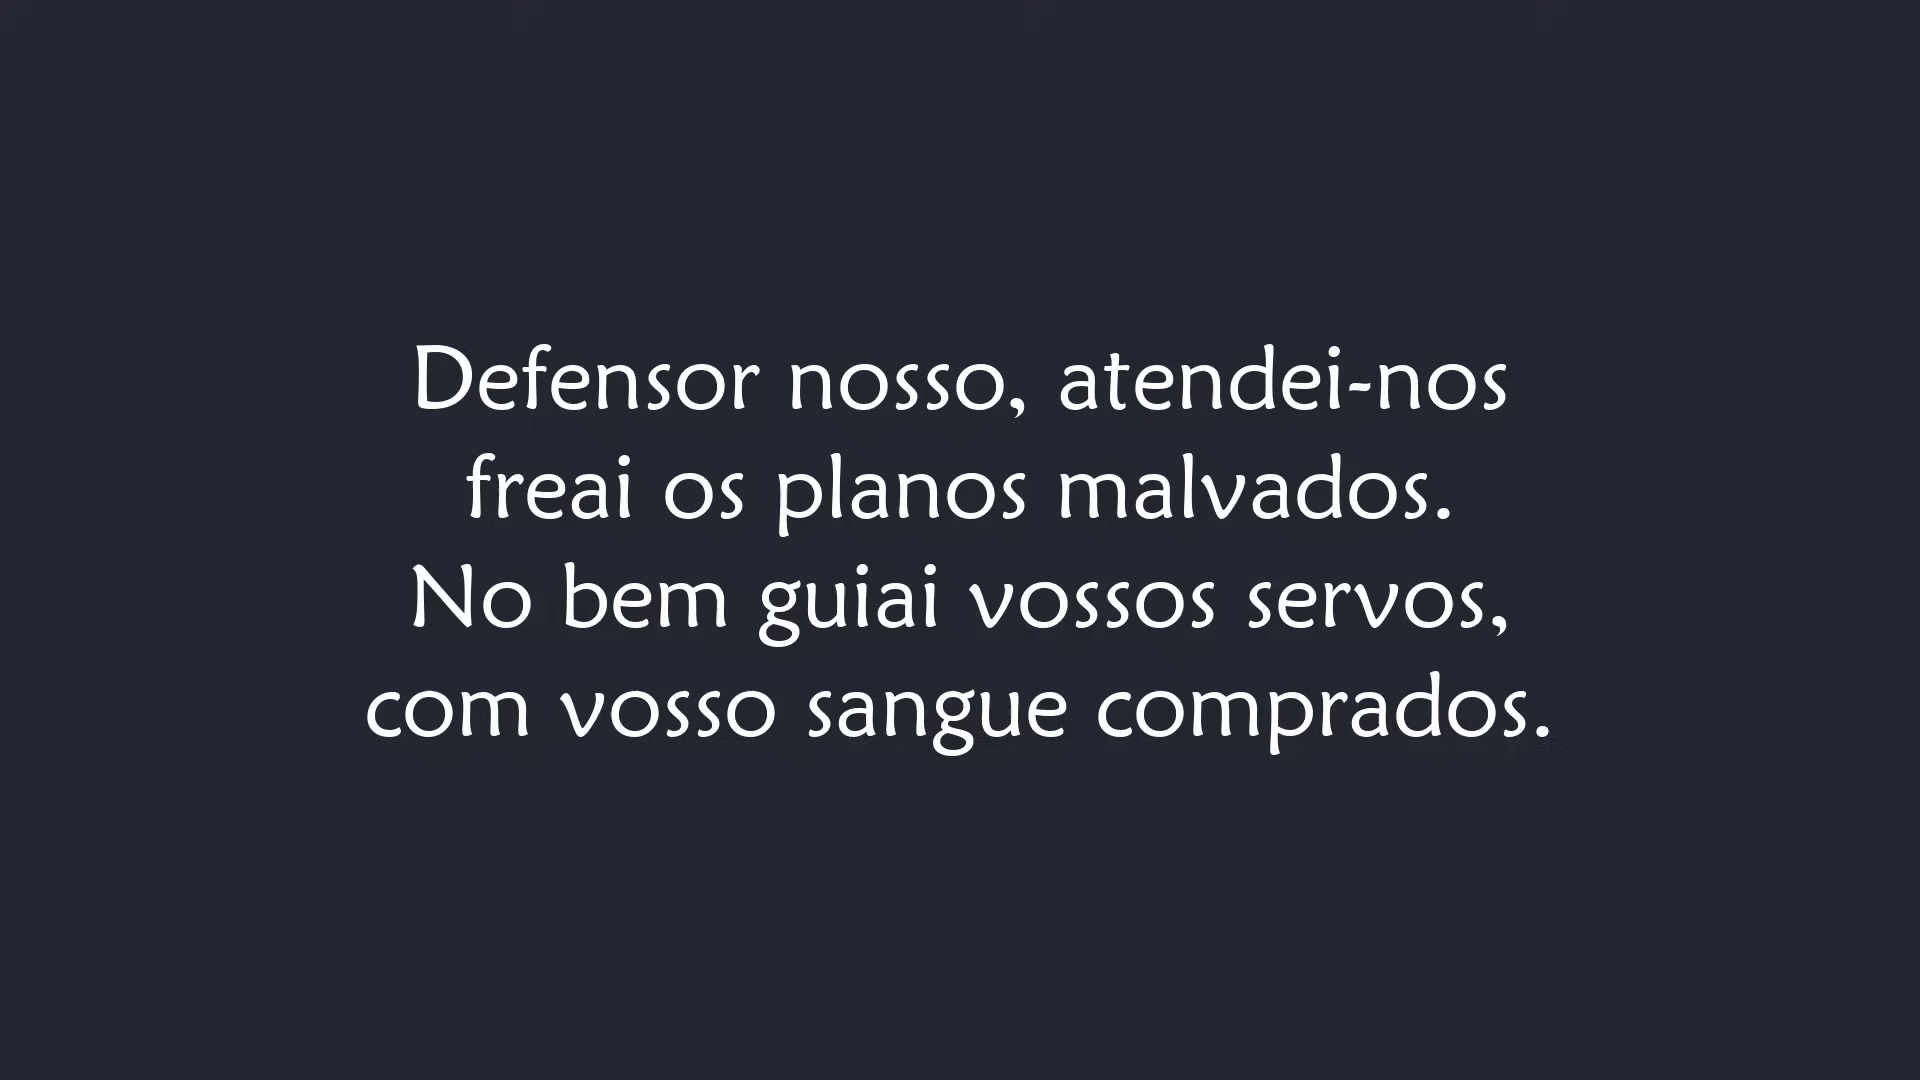 Defensor nosso, atendei-nos
freai os planos malvados.
No bem guiai vossos servos,
com vosso sangue comprados.